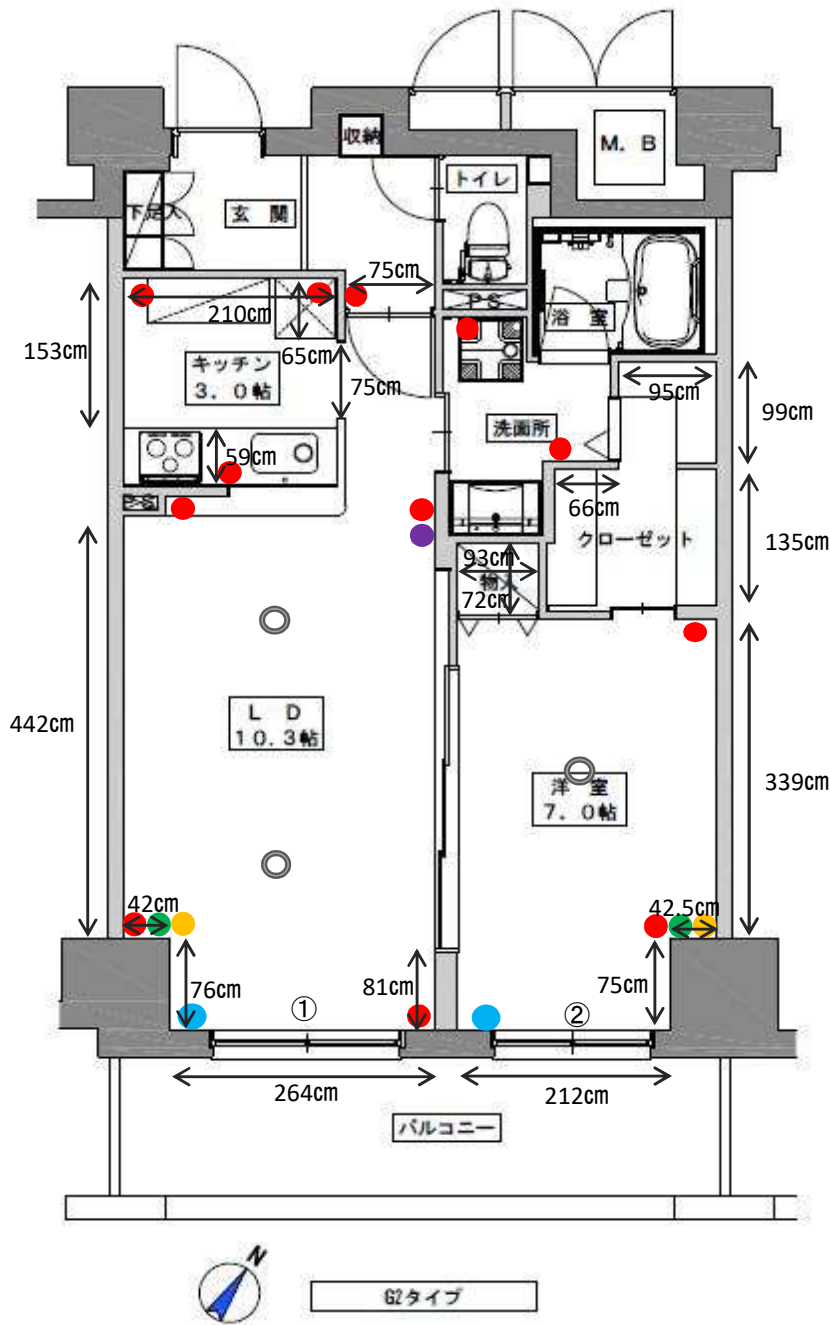 収納
M. B
トイレ
下足入
玄 関
75cm
PS
浴 室
210cm
65cm
153cm
キッチン
3. 0帖
75cm
95cm
99cm
洗面所
59cm
66cm
PS
クローゼット
135cm
93cm
物入
72cm
442cm
L D
10. 3帖
洋 室
7. 0帖
339cm
42cm
42.5cm
76cm
①
81cm
75cm
②
264cm
212cm
バルコニー
N
G2タイプ